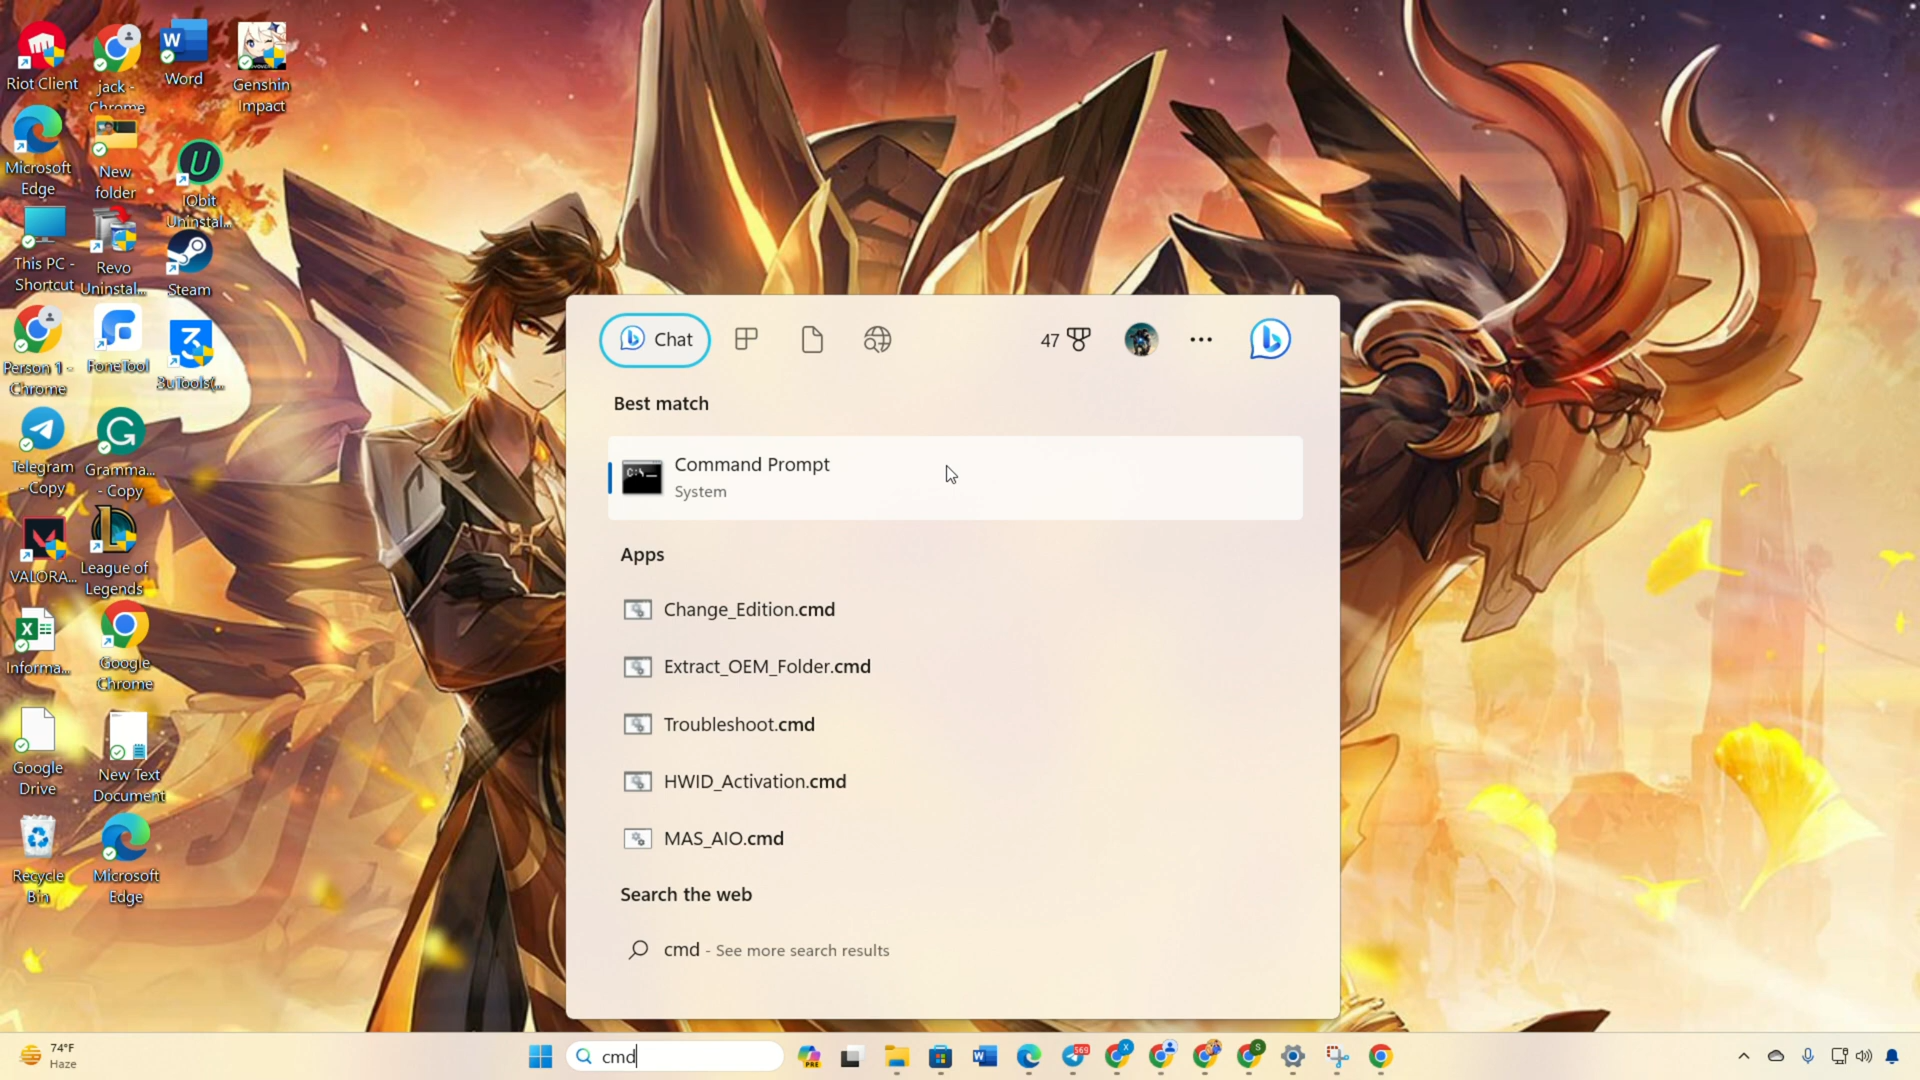 Riot Client
jack -
Chrome
Word
Genshin
Impact
Microsoft
Edge
New
folder
IObit
Uninstal...
This PC -
Shortcut
Revo
Uninstal...
Steam
Person 1 -
Chrome
FoneTool
3uTools(...
Telegram
- Copy
Gramma...
- Copy
VALORA...
League of
Legends
Informa...
Google
Chrome
Google
Drive
New Text
Document
Recycle
Bin
Microsoft
Edge
Chat
47
Best match
Command Prompt
System
Apps
Change_Edition.cmd
Extract_OEM_Folder.cmd
Troubleshoot.cmd
HWID_Activation.cmd
MAS_AIO.cmd
Search the web
cmd - See more search results
74°F
Haze
cmd
PRE
569
X
S